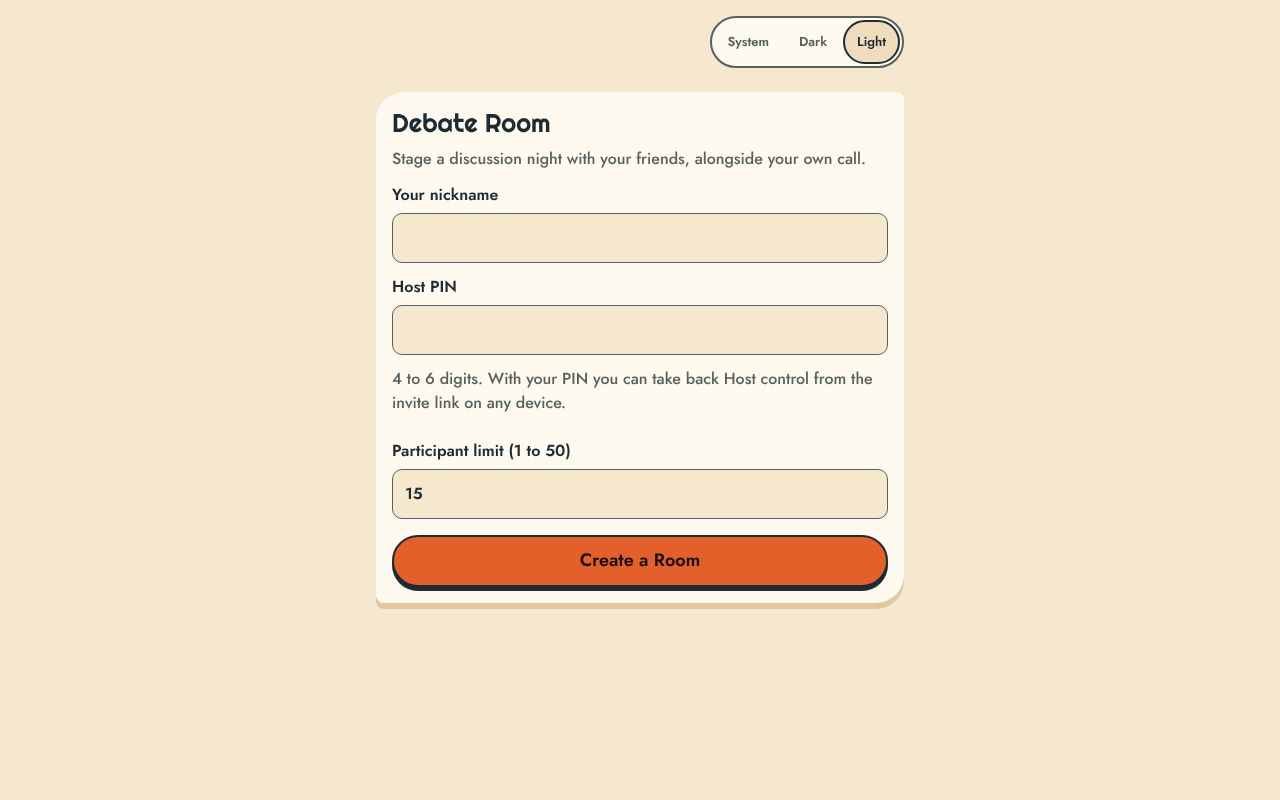 System Dark Light
Debate Room
Stage a discussion night with your friends, alongside your own call.
Your nickname
Host PIN
4 to 6 digits. With your PIN you can take back Host control from the
invite link on any device.
Participant limit (1 to 50)
15
Create a Room